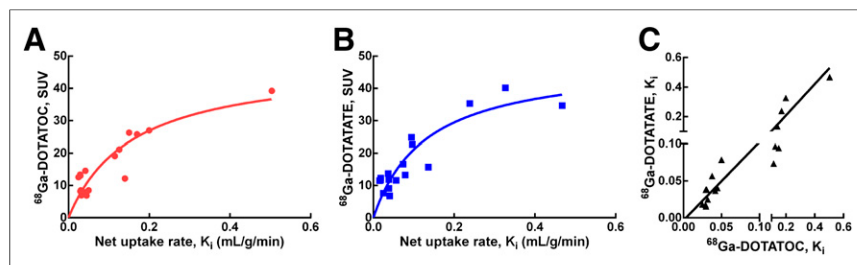 A
⁶⁸Ga-DOTATOC, SUV
50
40
30
20
10
0
0.0 0.2 0.4 0.6
Net uptake rate, Kᵢ (mL/g/min)
B
⁶⁸Ga-DOTATATE, SUV
50
40
30
20
10
0
0.0 0.2 0.4 0.6
Net uptake rate, Kᵢ (mL/g/min)
C
⁶⁸Ga-DOTATATE, Kᵢ
0.6
0.4
0.2
0.10
0.05
0.00
0.00 0.05 0.10 0.2 0.4 0.6
⁶⁸Ga-DOTATOC, Kᵢ